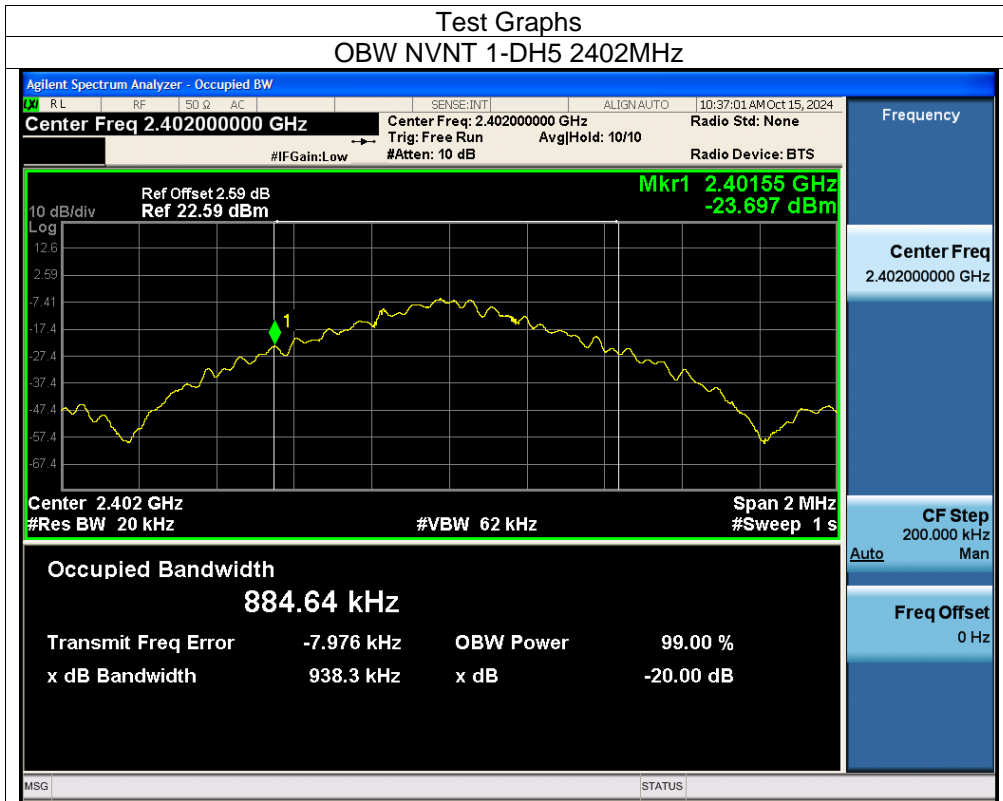 Test Graphs
OBW NVNT 1-DH5 2402MHz
Agilent Spectrum Analyzer - Occupied BW
LXI RL RF 50 Ω AC SENSE:INT ALIGN AUTO 10:37:01 AM Oct 15, 2024
Center Freq 2.402000000 GHz
Center Freq: 2.402000000 GHz
Radio Std: None
Trig: Free Run Avg|Hold: 10/10
#IFGain:Low #Atten: 10 dB Radio Device: BTS
Frequency
Mkr1 2.40155 GHz
-23.697 dBm
Ref Offset 2.59 dB
10 dB/div Ref 22.59 dBm
Log
12.6
2.59
-7.41
-17.4
-27.4
-37.4
-47.4
-57.4
-67.4
1
Center 2.402 GHz Span 2 MHz
#Res BW 20 kHz #VBW 62 kHz #Sweep 1 s
Center Freq
2.402000000 GHz
CF Step
200.000 kHz
Auto Man
Freq Offset
0 Hz
Occupied Bandwidth
884.64 kHz
Transmit Freq Error -7.976 kHz OBW Power 99.00 %
x dB Bandwidth 938.3 kHz x dB -20.00 dB
MSG STATUS